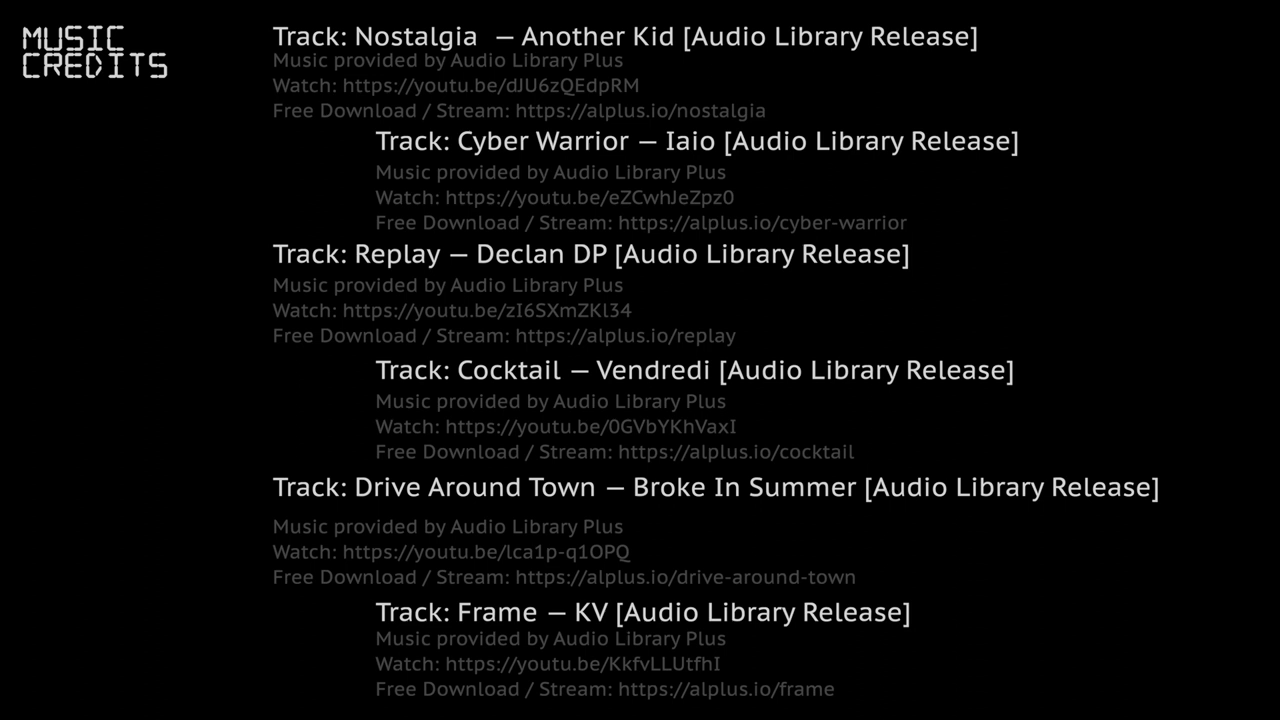 MUSIC
CREDITS
Track: Nostalgia — Another Kid [Audio Library Release]
Music provided by Audio Library Plus
Watch: https://youtu.be/dJU6zQEdpRM
Free Download / Stream: https://alplus.io/nostalgia
Track: Cyber Warrior — Iaio [Audio Library Release]
Music provided by Audio Library Plus
Watch: https://youtu.be/eZCwhJeZpz0
Free Download / Stream: https://alplus.io/cyber-warrior
Track: Replay — Declan DP [Audio Library Release]
Music provided by Audio Library Plus
Watch: https://youtu.be/zI6SXmZKl34
Free Download / Stream: https://alplus.io/replay
Track: Cocktail — Vendredi [Audio Library Release]
Music provided by Audio Library Plus
Watch: https://youtu.be/0GVbYKhVaxI
Free Download / Stream: https://alplus.io/cocktail
Track: Drive Around Town — Broke In Summer [Audio Library Release]
Music provided by Audio Library Plus
Watch: https://youtu.be/lca1p-q1OPQ
Free Download / Stream: https://alplus.io/drive-around-town
Track: Frame — KV [Audio Library Release]
Music provided by Audio Library Plus
Watch: https://youtu.be/KkfvLLUtfhI
Free Download / Stream: https://alplus.io/frame